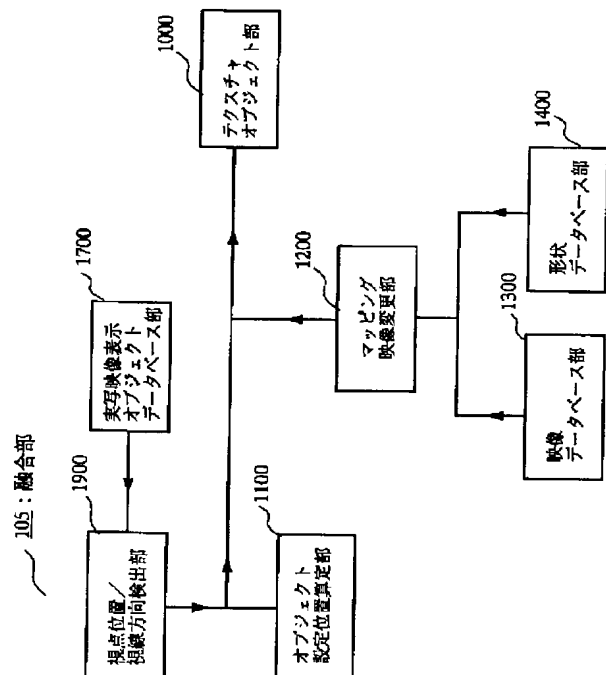 105：融合部
1900
視点位置／
視線方向検出部
1700
実写映像表示
オブジェクト
データベース部
1000
テクスチャ
オブジェクト部
1100
オブジェクト
設定位置算定部
1200
マッピング
映像変更部
1300
映像
データベース部
1400
形状
データベース部